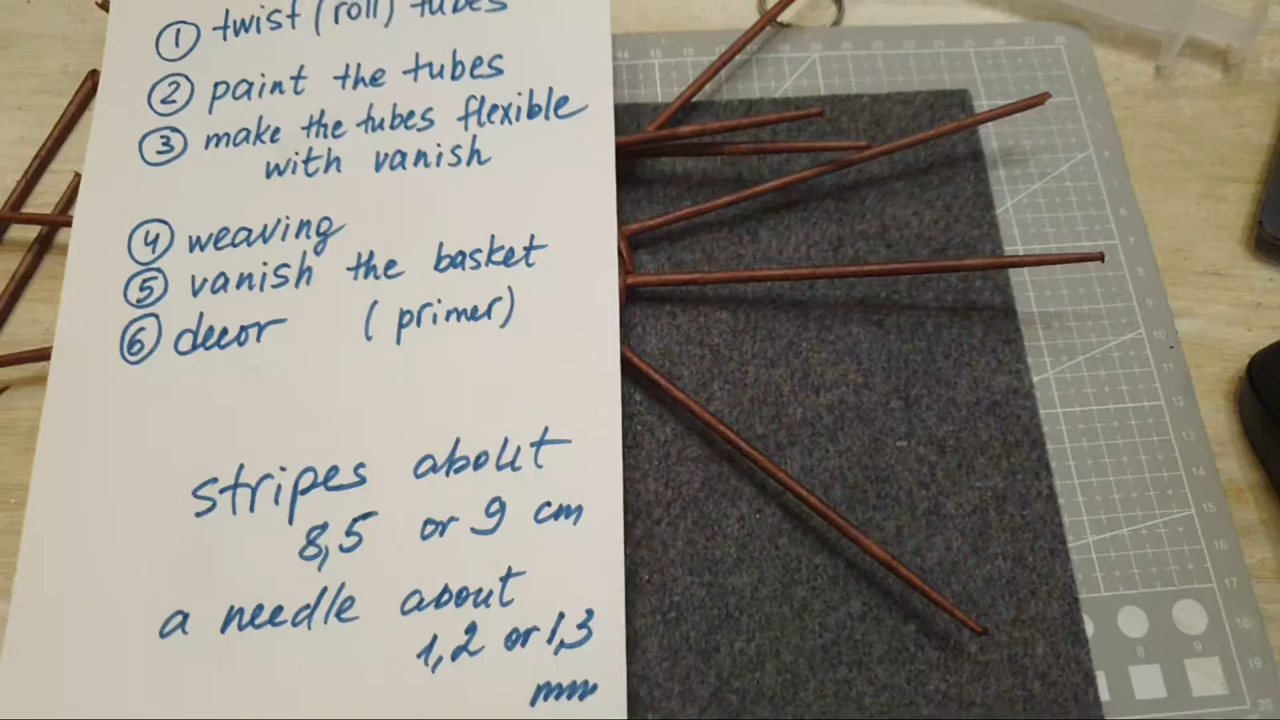 ① twist (roll) tubes
② paint the tubes
③ make the tubes flexible
with vanish
④ weaving
⑤ vanish the basket
⑥ decor (primer)
stripes about
8,5 or 9 cm
a needle about
1,2 or 1,3
mm